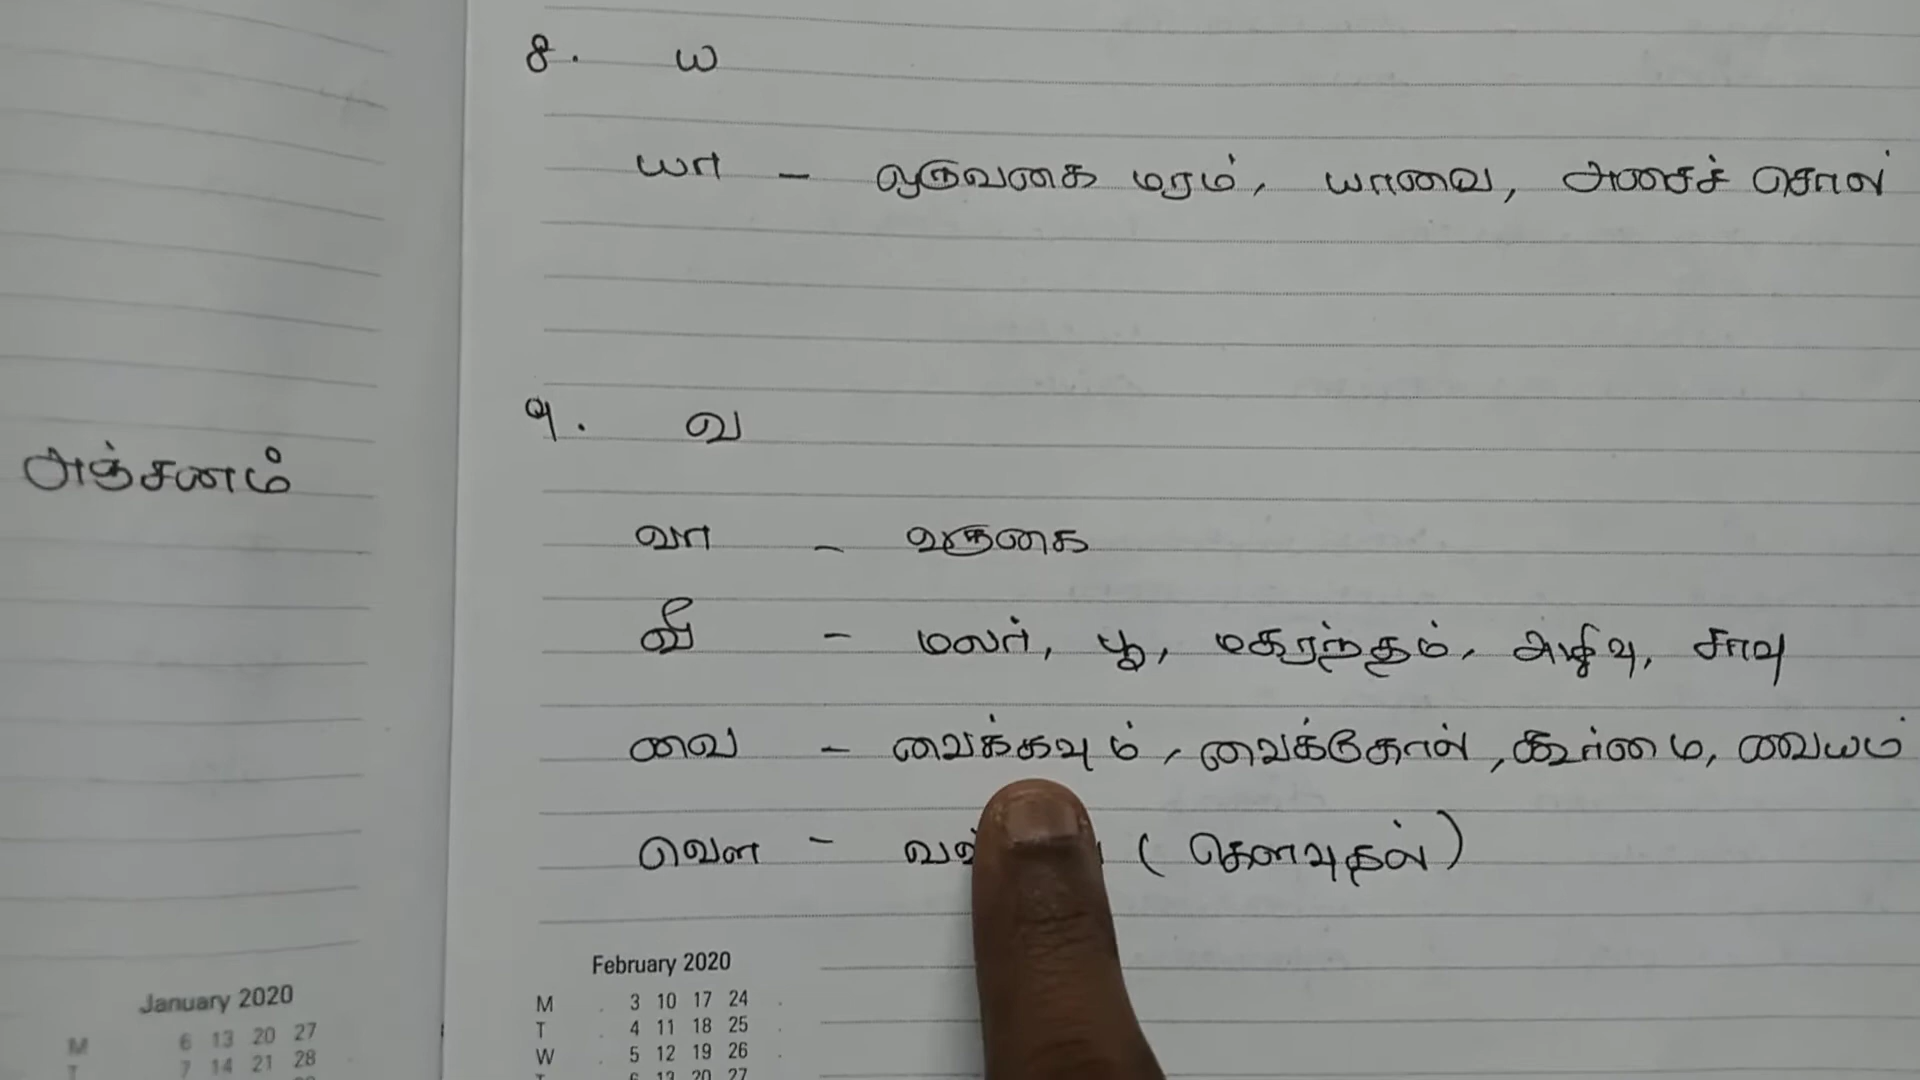 8. ய
யா - ஒருவகை மரம், யாவை, அசைச் சொல்
9. வ
அஞ்சனம்
வா - வருகை
வீ - மலர், பூ, மகரந்தம், அழிவு, சாவு
வை - வைக்கவும், வைக்கோல், கூர்மை, வையம்
வௌ - ( கௌவுதல் )
February 2020
M 3 10 17 24
T 4 11 18 25
W 5 12 19 26
January 2020
M 6 13 20 27
7 14 21 28